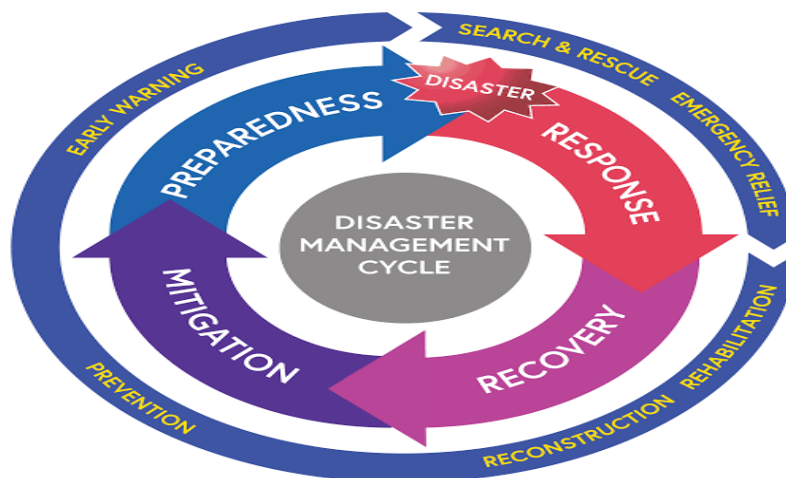 SEARCH & RESCUE
EARLY WARNING
DISASTER
EMERGENCY RELIEF
PREPAREDNESS
RESPONSE
DISASTER
MANAGEMENT
CYCLE
MITIGATION
RECOVERY
REHABILITATION
PREVENTION
RECONSTRUCTION